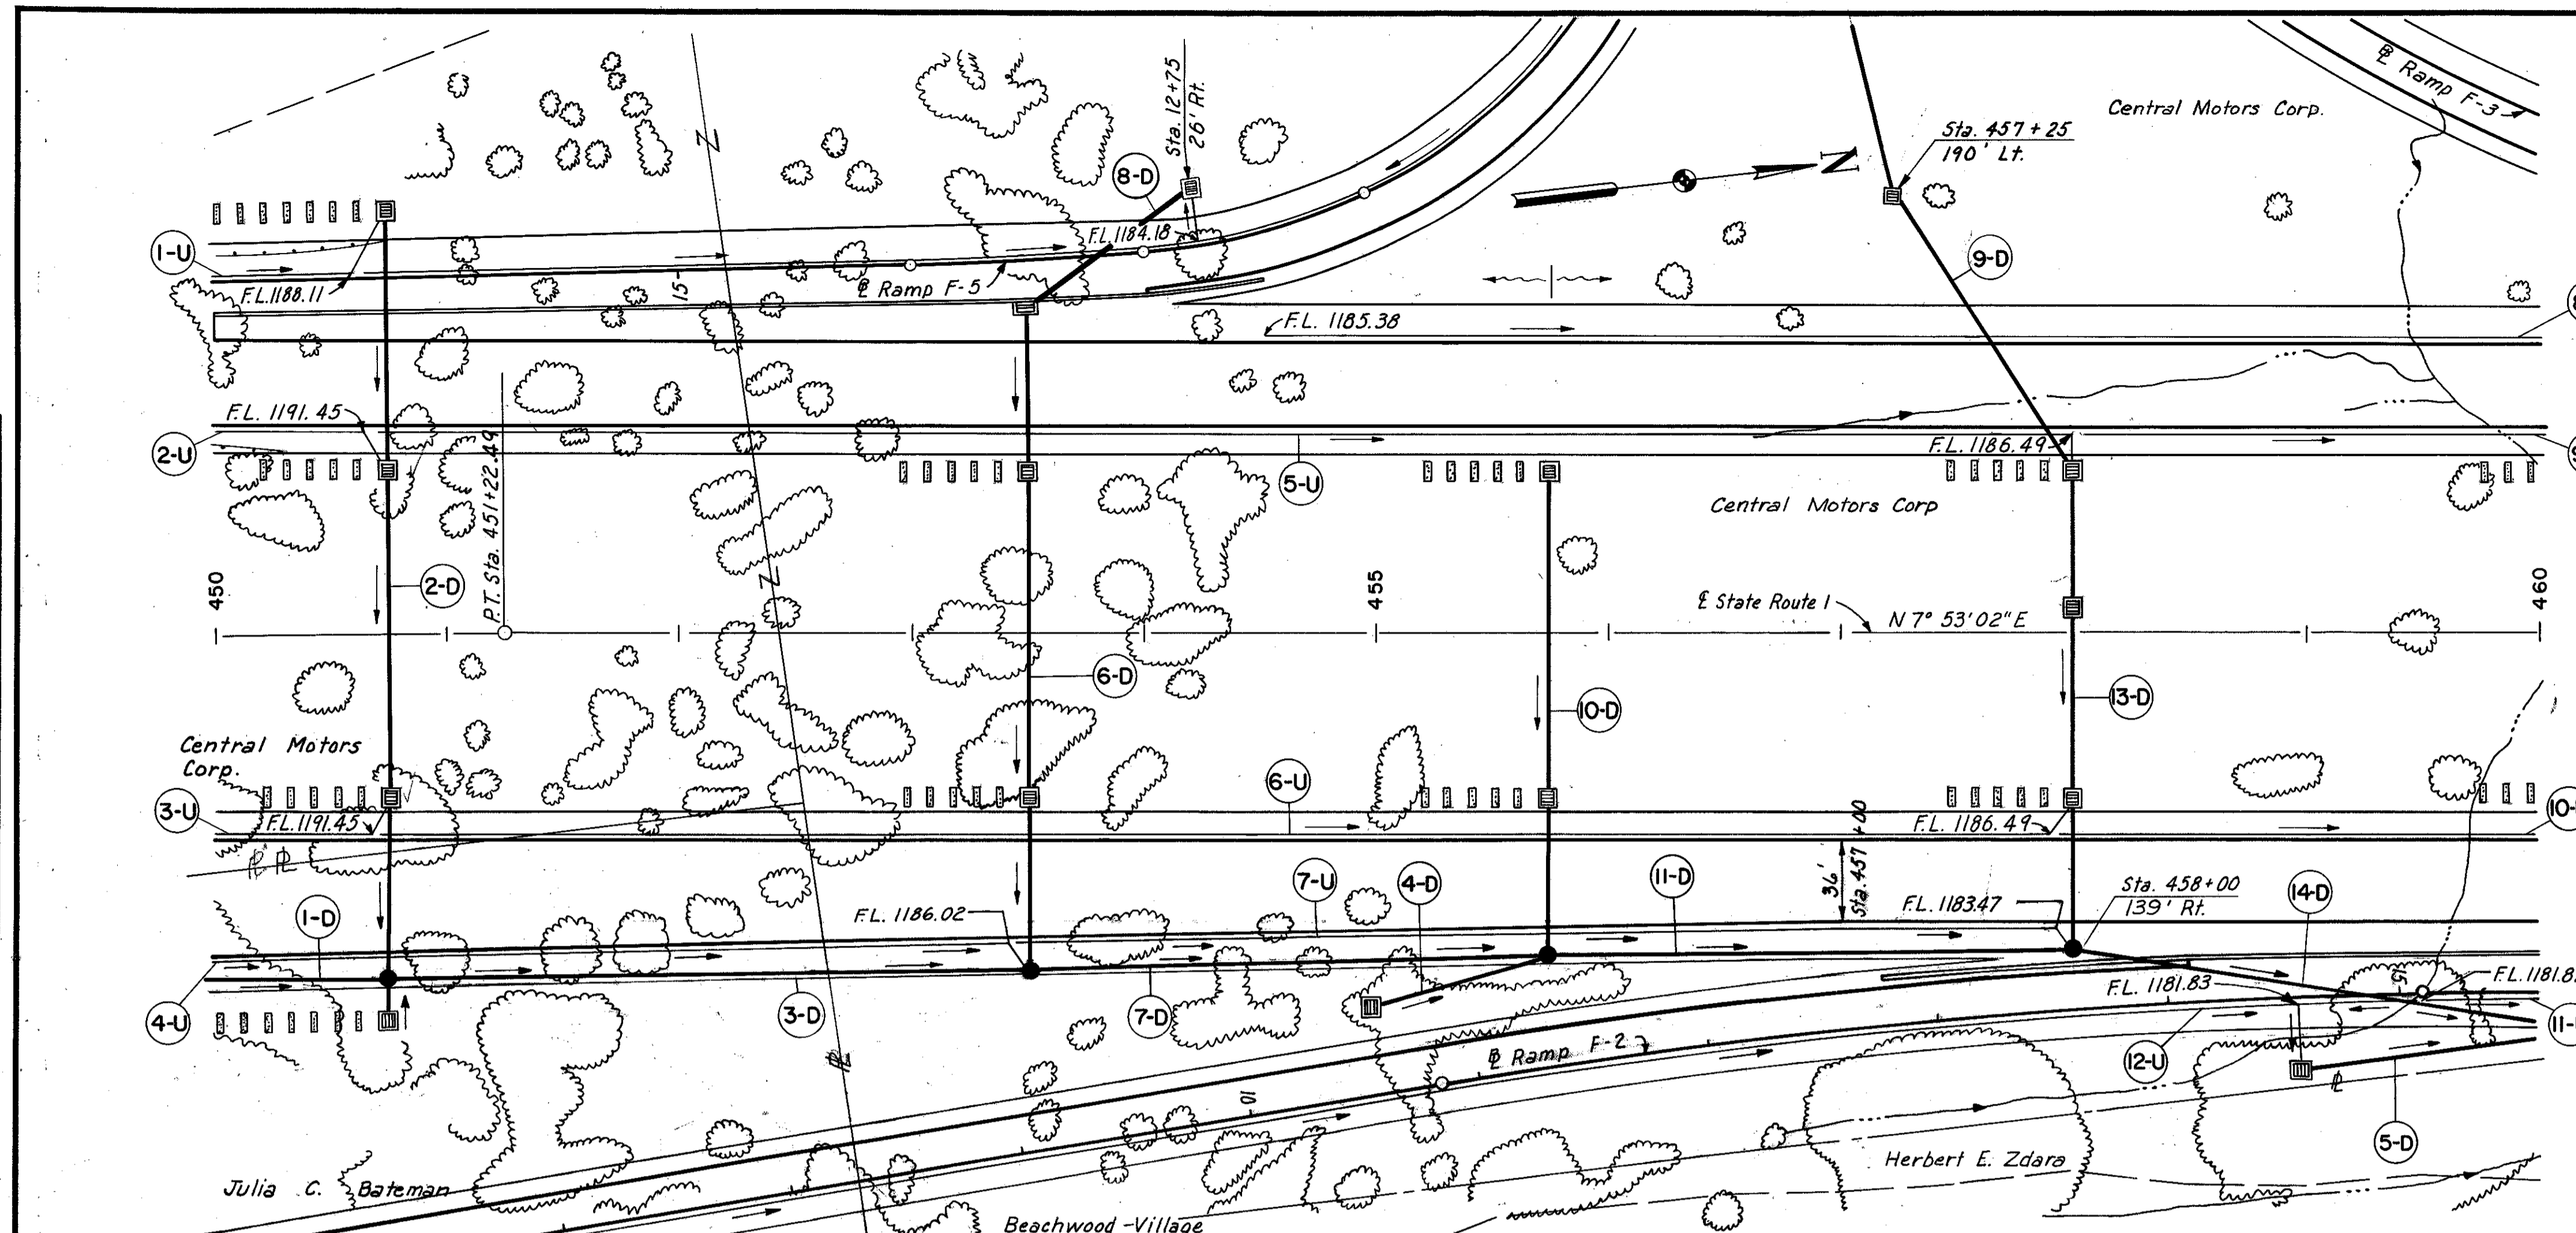 ℄ Ramp F-3
Central Motors Corp.
Sta. 12+75
26' Rt.
Sta. 457 + 25
190' Lt.
N
8-D
9-D
1-U
F.L. 1184.18
F.L. 1188.11
15
Ramp F-5
F.L. 1185.38
F.L. 1191.45
2-U
P.T. Sta. 451+22.49
5-U
F.L. 1186.49
Central Motors Corp
450
2-D
455
℄ State Route 1
N 7° 53' 02" E
460
6-D
10-D
13-D
Central Motors
Corp.
3-U
F.L. 1191.45
6-U
F.L. 1186.49
36'
Sta. 457 + 00
1-D
7-U
4-D
11-D
F.L. 1186.02
F.L. 1183.47
Sta. 458+00
139' Rt.
14-D
4-U
3-D
7-D
F.L. 1181.83
15
F.L. 1181.8
Ramp F-2
12-U
10
5-D
Julia C. Bateman
Herbert E. Zdara
Beachwood-Village